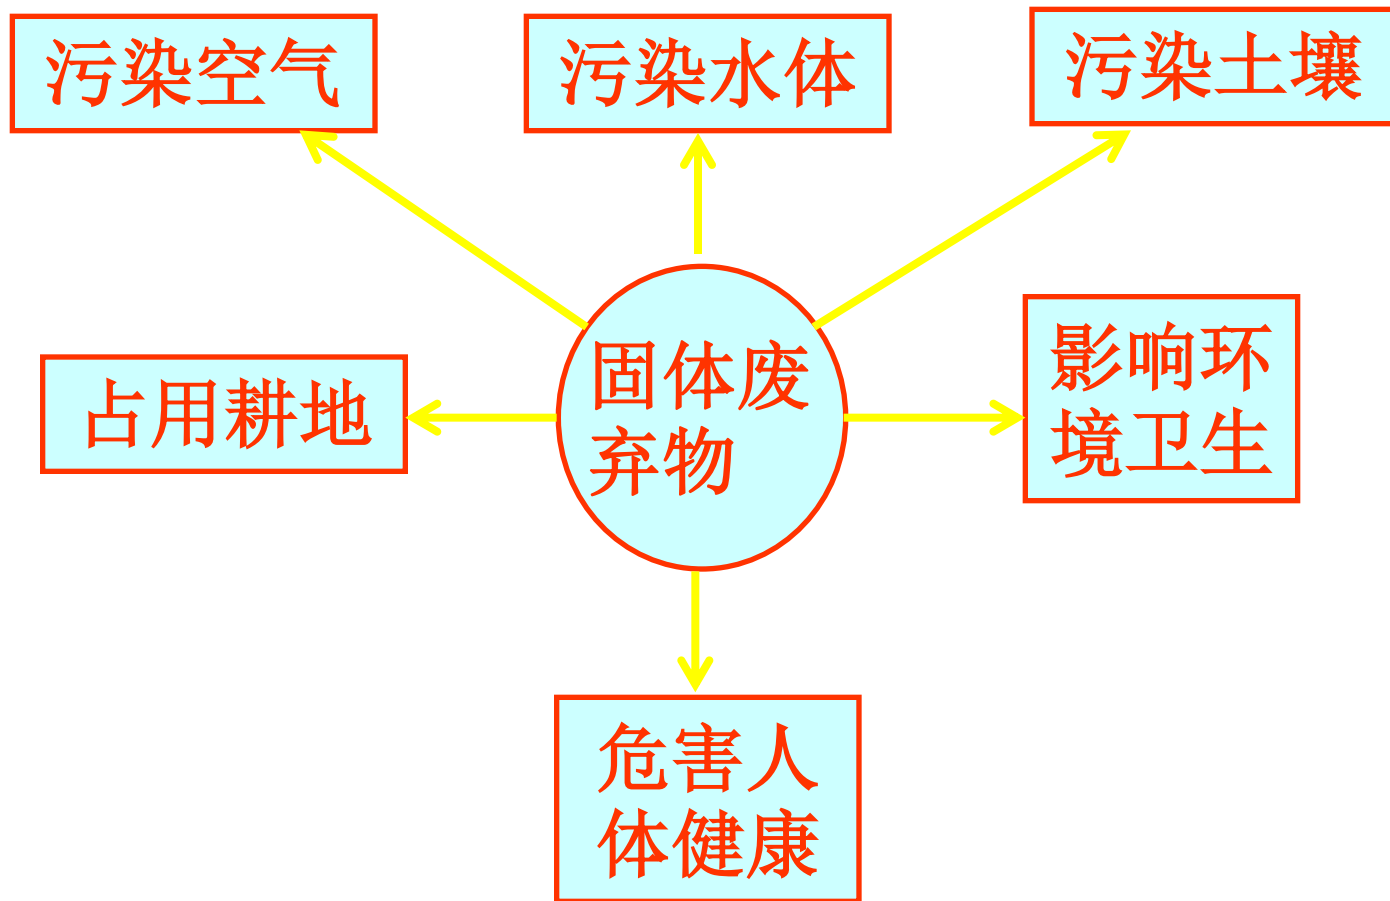 污染空气
污染水体
污染土壤
固体废
弃物
占用耕地
影响环
境卫生
危害人
体健康